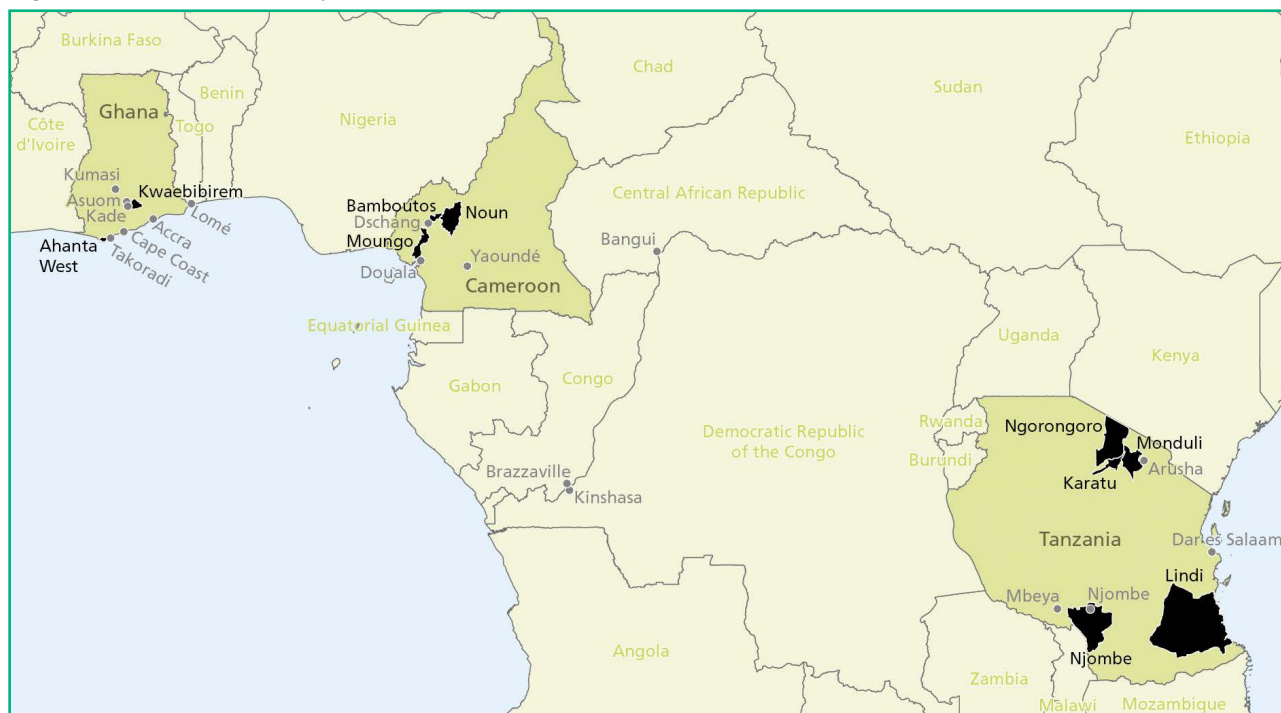 Burkina Faso
Chad
Sudan
Ghana
Benin
Nigeria
Togo
Côte
d'Ivoire
Ethiopia
Kumasi
Kwaebibirem
Asuom
Kade
Lomé
Accra
Cape Coast
Takoradi
Ahanta
West
Bamboutos
Noun
Dschang
Moungo
Douala
Yaoundé
Cameroon
Central African Republic
Bangui
Equatorial Guinea
Gabon
Congo
Uganda
Kenya
Democratic Republic
of the Congo
Rwanda
Burundi
Ngorongoro
Monduli
Arusha
Karatu
Brazzaville
Kinshasa
Tanzania
Dar es Salaam
Lindi
Mbeya
Njombe
Njombe
Angola
Zambia
Malawi
Mozambique